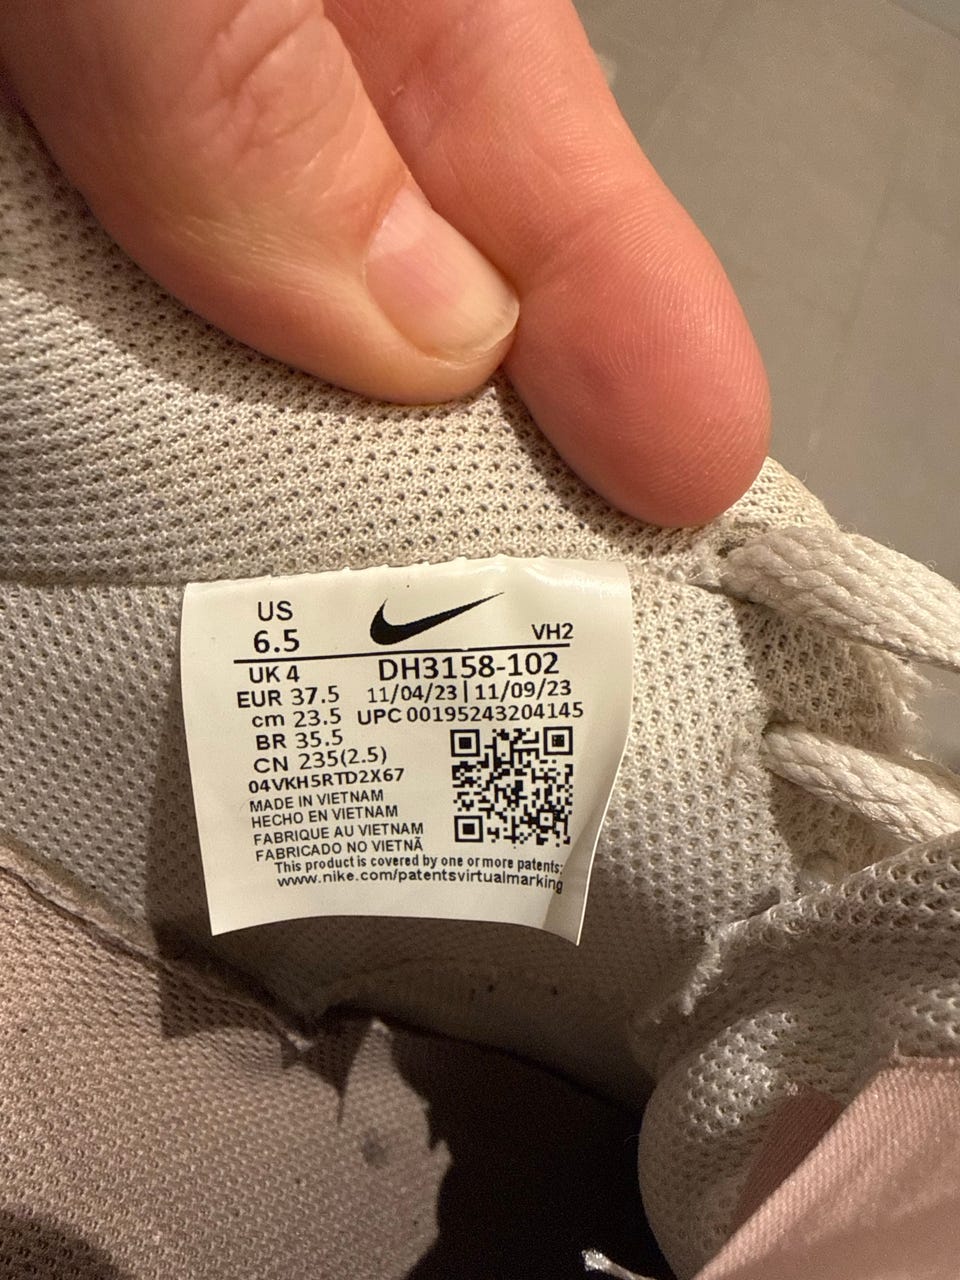 US
6.5
VH2
UK 4
DH3158-102
EUR 37.5
11/04/23 | 11/09/23
cm 23.5
UPC 00195243204145
BR 35.5
CN 235(2.5)
04VKH5RTD2X67
MADE IN VIETNAM
HECHO EN VIETNAM
FABRIQUE AU VIETNAM
FABRICADO NO VIETNÃ
This product is covered by one or more patents:
www.nike.com/patentsvirtualmarking